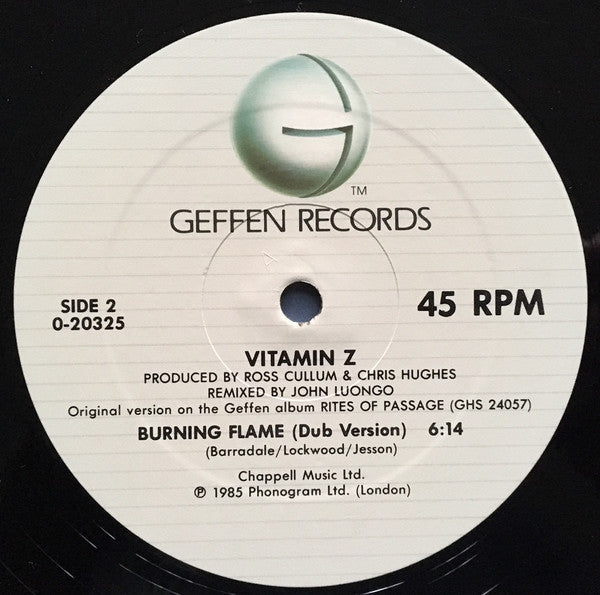 TM
GEFFEN RECORDS
SIDE 2
0-20325
45 RPM
VITAMIN Z
PRODUCED BY ROSS CULLUM & CHRIS HUGHES
REMIXED BY JOHN LUONGO
Original version on the Geffen album RITES OF PASSAGE (GHS 24057)
BURNING FLAME (Dub Version) 6:14
(Barradale/Lockwood/Jesson)
Chappell Music Ltd.
℗ 1985 Phonogram Ltd. (London)